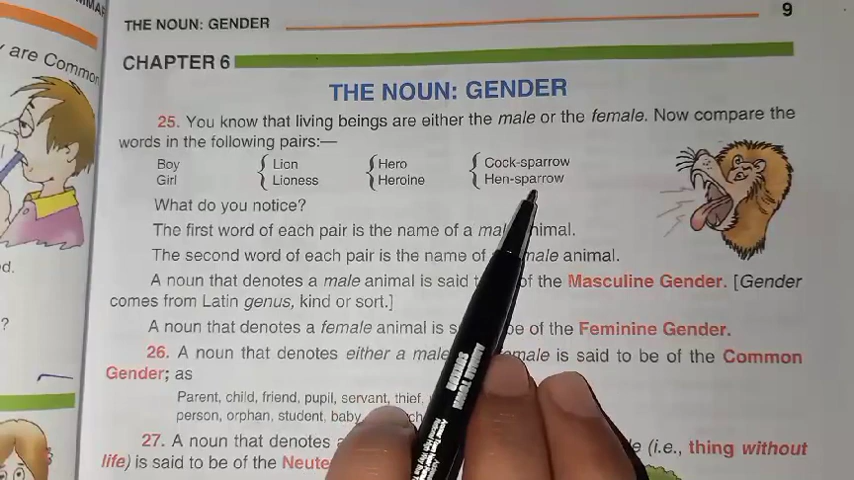 THE NOUN: GENDER 9
CHAPTER 6
THE NOUN: GENDER
25. You know that living beings are either the male or the female. Now compare the
words in the following pairs:—
Boy Lion Hero Cock-sparrow
Girl Lioness Heroine Hen-sparrow
What do you notice?
The first word of each pair is the name of a animal.
The second word of each pair is the name of animal.
A noun that denotes a male animal is said of the Masculine Gender. [Gender
comes from Latin genus, kind or sort.]
A noun that denotes a female animal is be of the Feminine Gender.
26. A noun that denotes either a male is said to be of the Common
Gender; as
Parent, child, friend, pupil, servant, thief,
person, orphan, student, baby,
27. A noun that denotes (i.e., thing without
life) is said to be of the
y are Common
d.
?